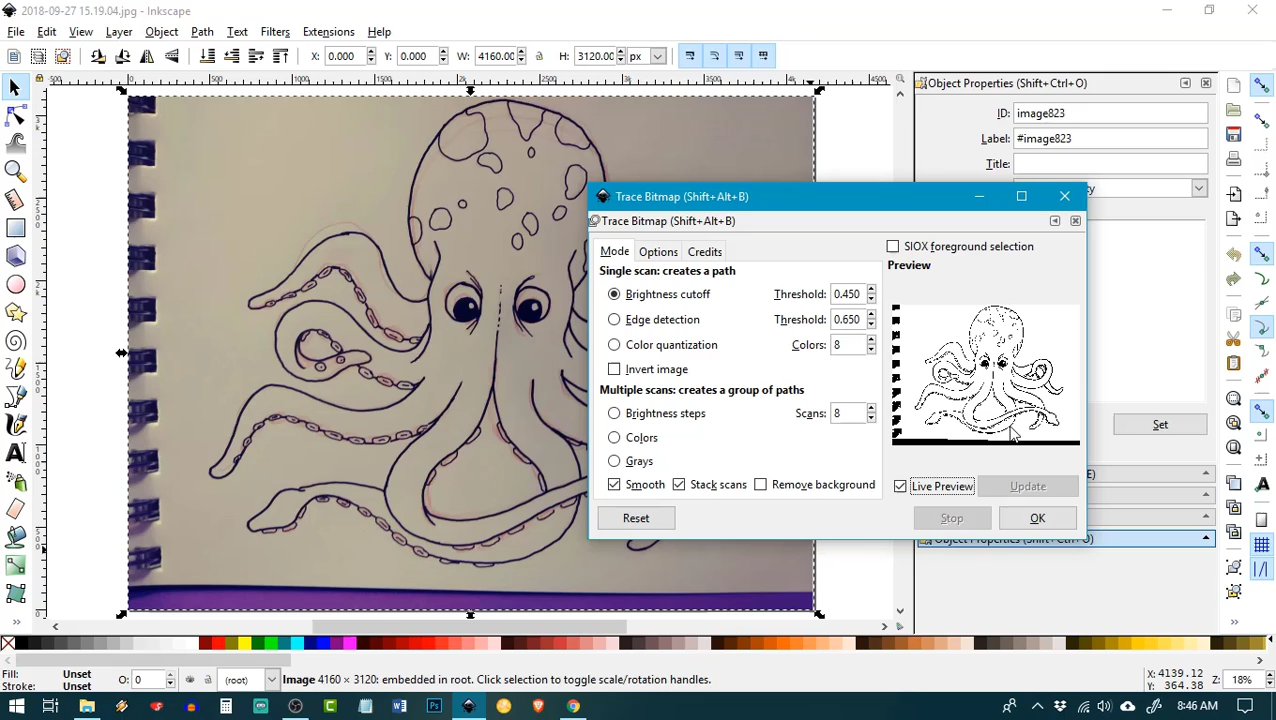 2018-09-27 15.19.04.jpg - Inkscape
File Edit View Layer Object Path Text Filters Extensions Help
X: 0.000 Y: 0.000 W: 4160.00 H: 3120.00 px
Object Properties (Shift+Ctrl+O)
ID: image823
Label: #image823
Title:
Set
Trace Bitmap (Shift+Alt+B)
Trace Bitmap (Shift+Alt+B)
Mode Options Credits
SIOX foreground selection
Single scan: creates a path
Preview
Brightness cutoff Threshold: 0.450
Edge detection Threshold: 0.650
Color quantization Colors: 8
Invert image
Multiple scans: creates a group of paths
Brightness steps Scans: 8
Colors
Grays
Smooth Stack scans Remove background
Live Preview Update
Reset Stop OK
Fill: Unset
Stroke: Unset
O: 0 (root) Image 4160 × 3120: embedded in root. Click selection to toggle scale/rotation handles.
X: 4139.12
Y: 364.38
Z: 18%
8:46 AM